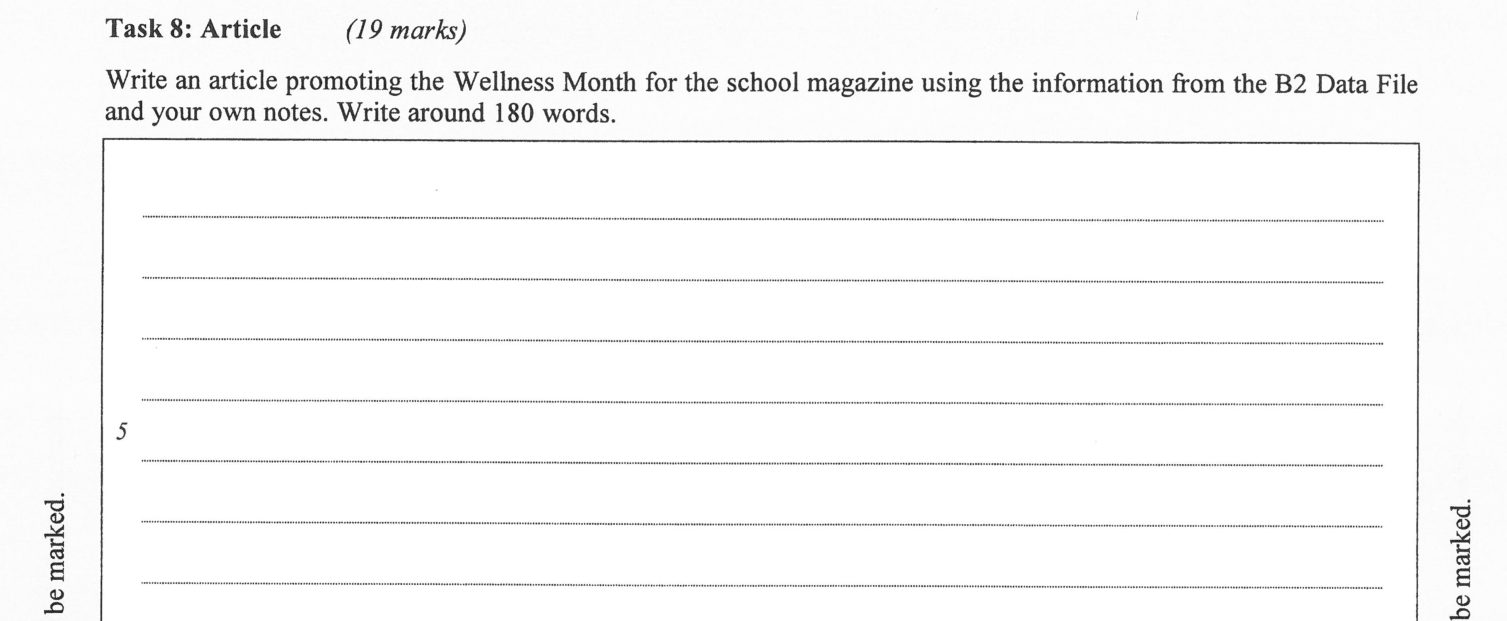 Task 8: Article (19 marks)
Write an article promoting the Wellness Month for the school magazine using the information from the B2 Data File
and your own notes. Write around 180 words.
5
be marked.
be marked.